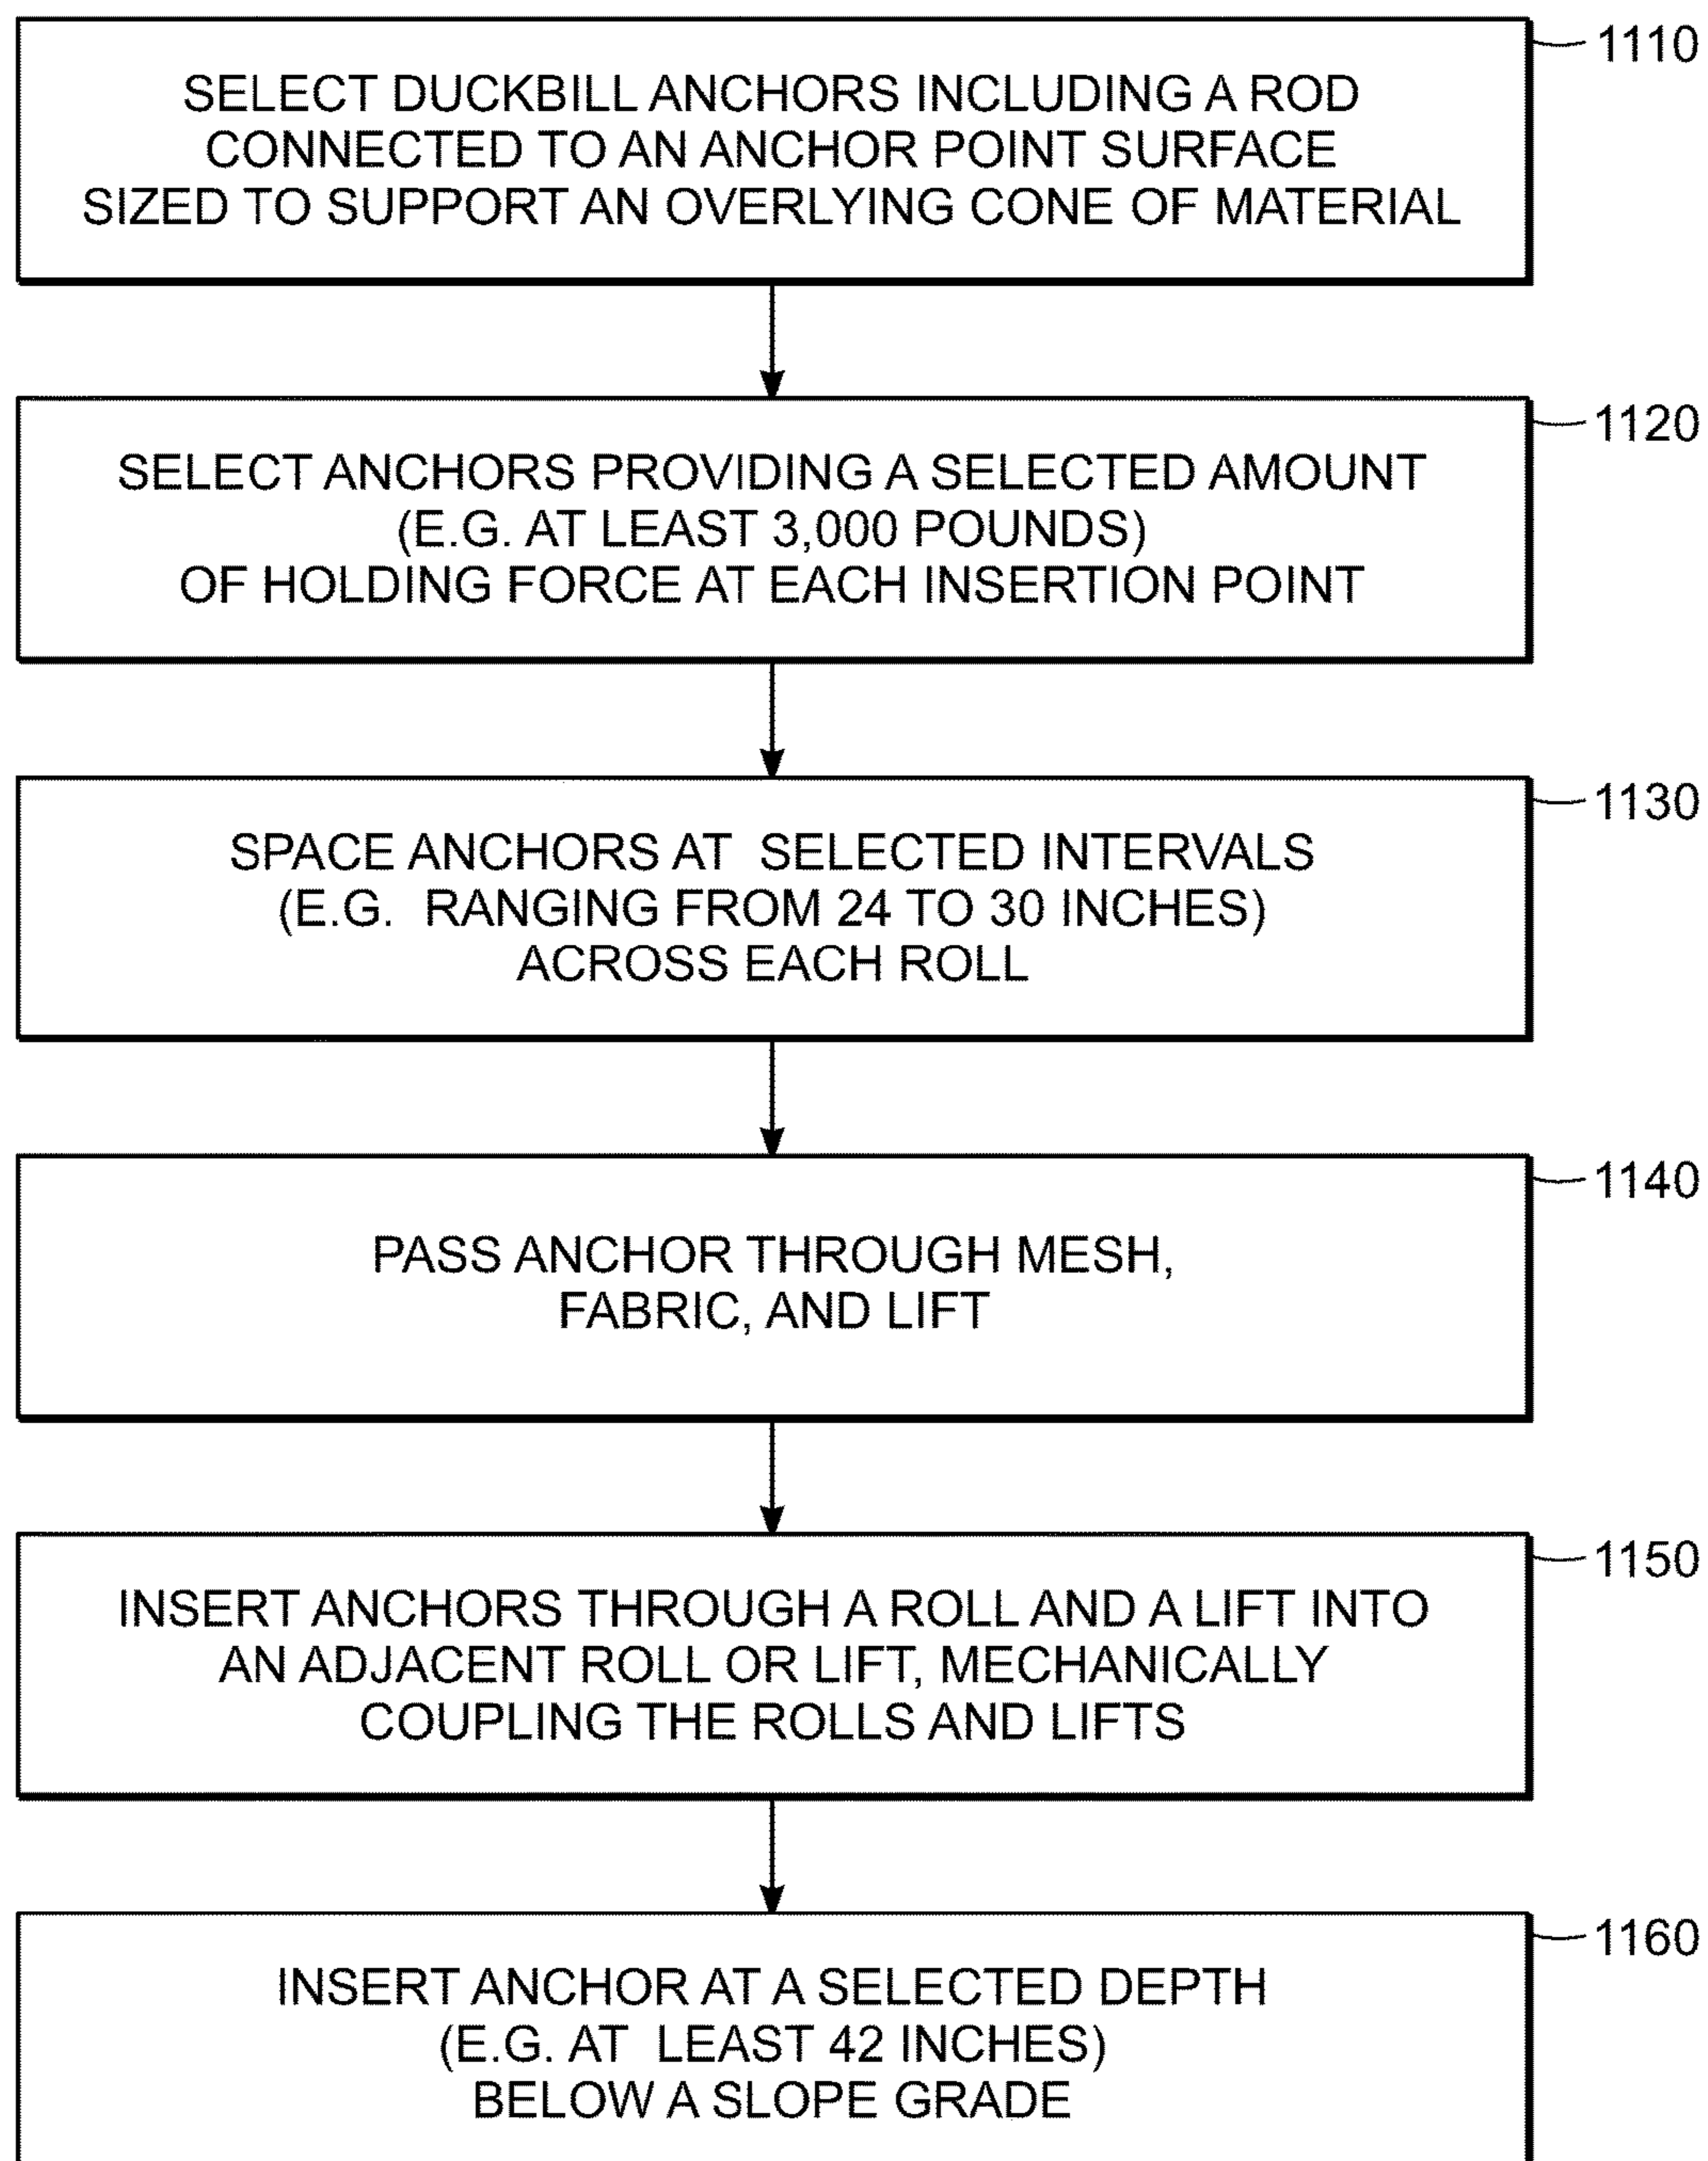 1110
SELECT DUCKBILL ANCHORS INCLUDING A ROD
CONNECTED TO AN ANCHOR POINT SURFACE
SIZED TO SUPPORT AN OVERLYING CONE OF MATERIAL
1120
SELECT ANCHORS PROVIDING A SELECTED AMOUNT
(E.G. AT LEAST 3,000 POUNDS)
OF HOLDING FORCE AT EACH INSERTION POINT
1130
SPACE ANCHORS AT SELECTED INTERVALS
(E.G. RANGING FROM 24 TO 30 INCHES)
ACROSS EACH ROLL
1140
PASS ANCHOR THROUGH MESH,
FABRIC, AND LIFT
1150
INSERT ANCHORS THROUGH A ROLL AND A LIFT INTO
AN ADJACENT ROLL OR LIFT, MECHANICALLY
COUPLING THE ROLLS AND LIFTS
1160
INSERT ANCHOR AT A SELECTED DEPTH
(E.G. AT LEAST 42 INCHES)
BELOW A SLOPE GRADE